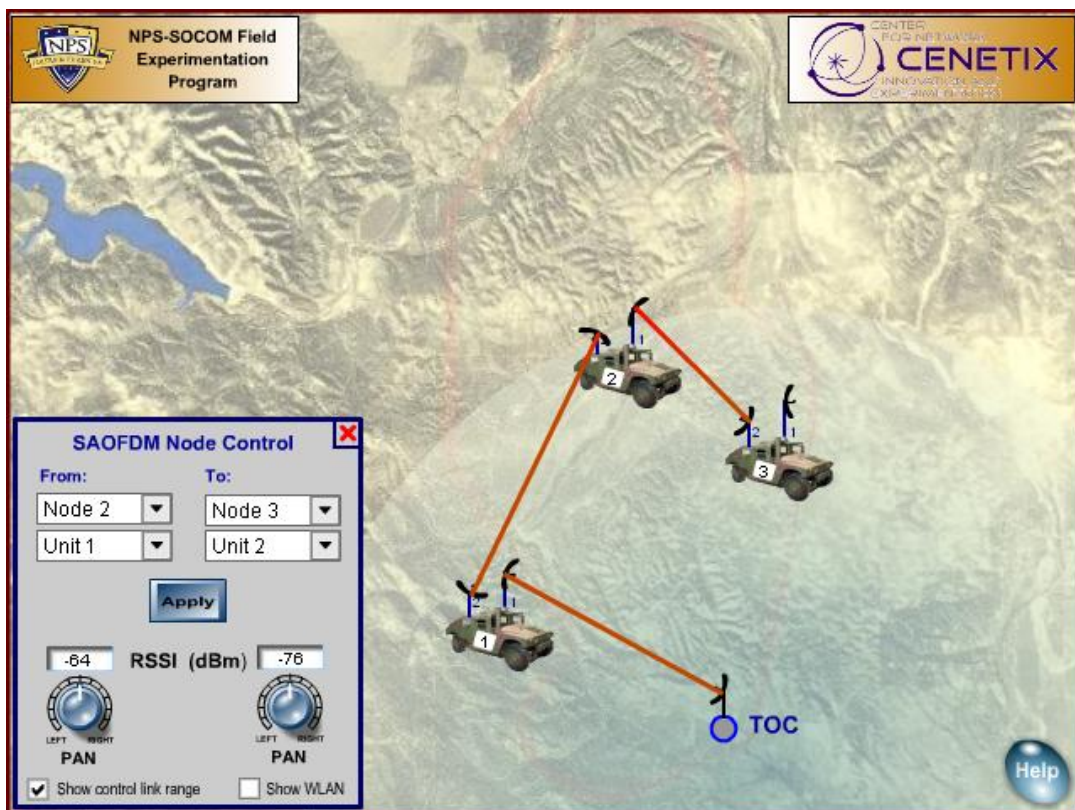 NPS-SOCOM Field
Experimentation
Program
NPS
CENTER
FOR NETWORK
CENETIX
INNOVATION AND
EXPERIMENTATION
1
2
2
1
3
2
1
1
TOC
SAOFDM Node Control
From: To:
Node 2 Node 3
Unit 1 Unit 2
Apply
-64 RSSI (dBm) -76
LEFT RIGHT LEFT RIGHT
PAN PAN
Show control link range Show WLAN
Help